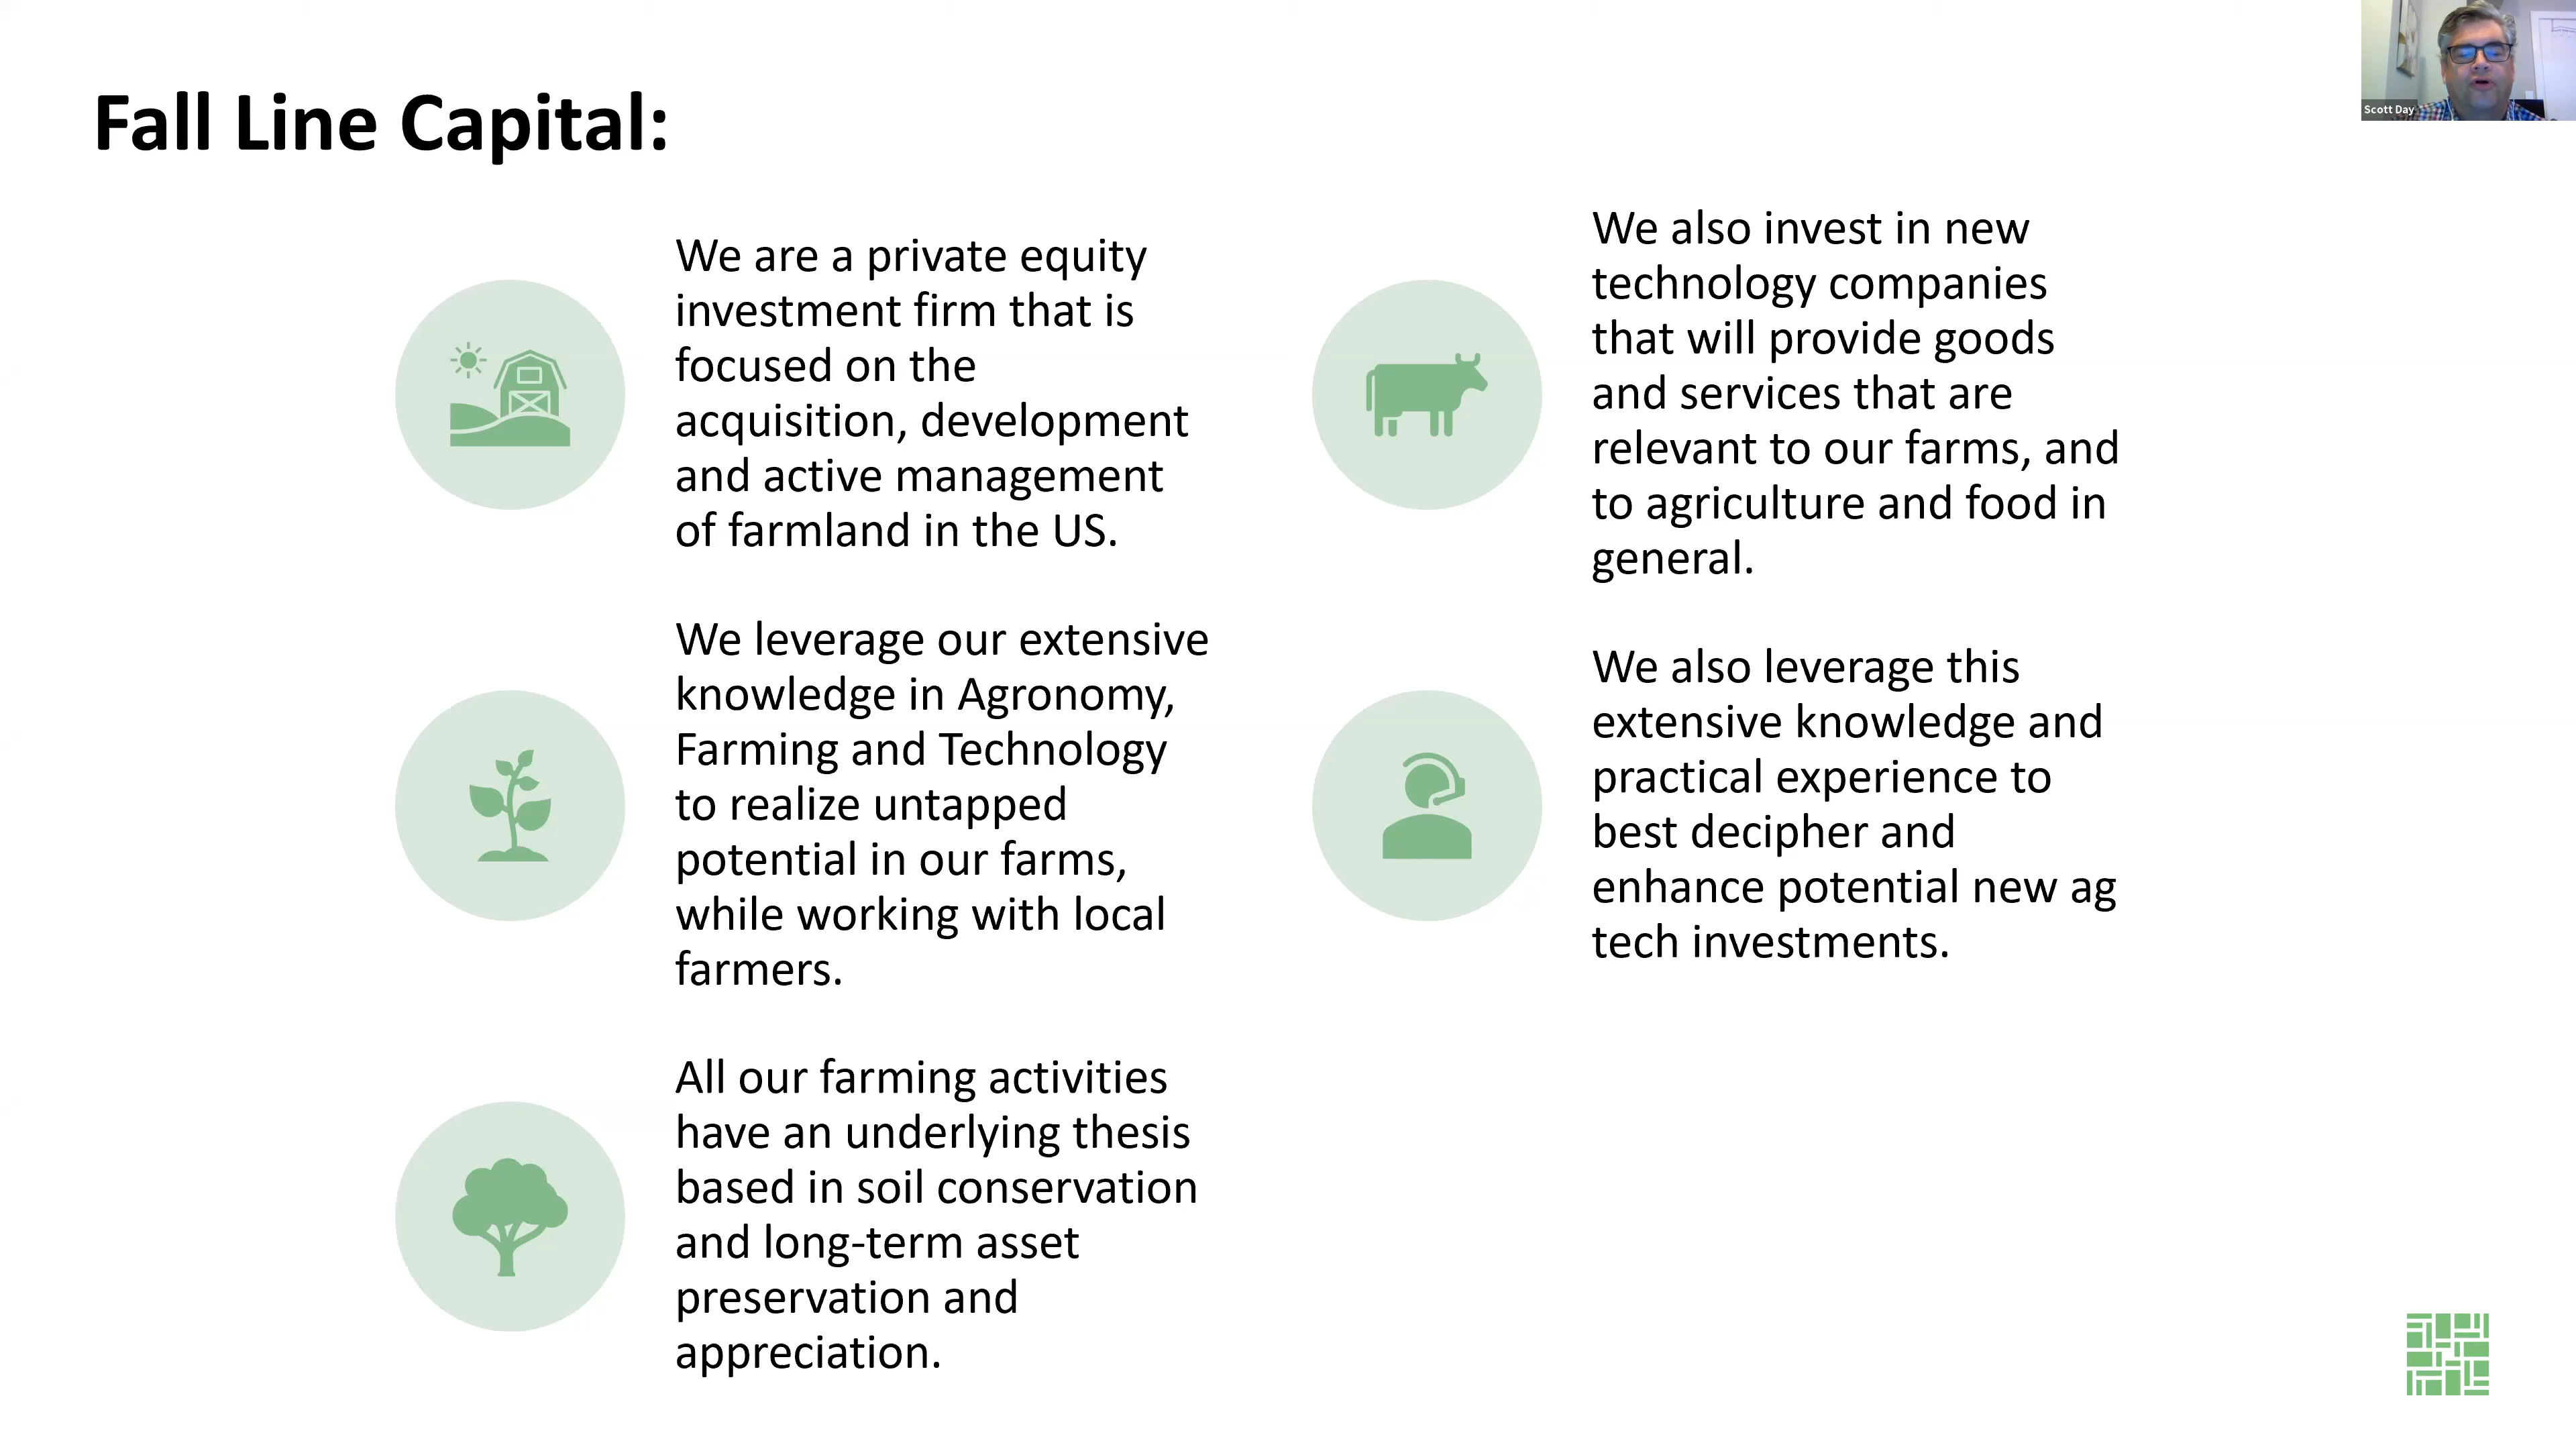 Fall Line Capital:
Scott Day
We are a private equity
investment firm that is
focused on the
acquisition, development
and active management
of farmland in the US.
We also invest in new
technology companies
that will provide goods
and services that are
relevant to our farms, and
to agriculture and food in
general.
We leverage our extensive
knowledge in Agronomy,
Farming and Technology
to realize untapped
potential in our farms,
while working with local
farmers.
We also leverage this
extensive knowledge and
practical experience to
best decipher and
enhance potential new ag
tech investments.
All our farming activities
have an underlying thesis
based in soil conservation
and long-term asset
preservation and
appreciation.